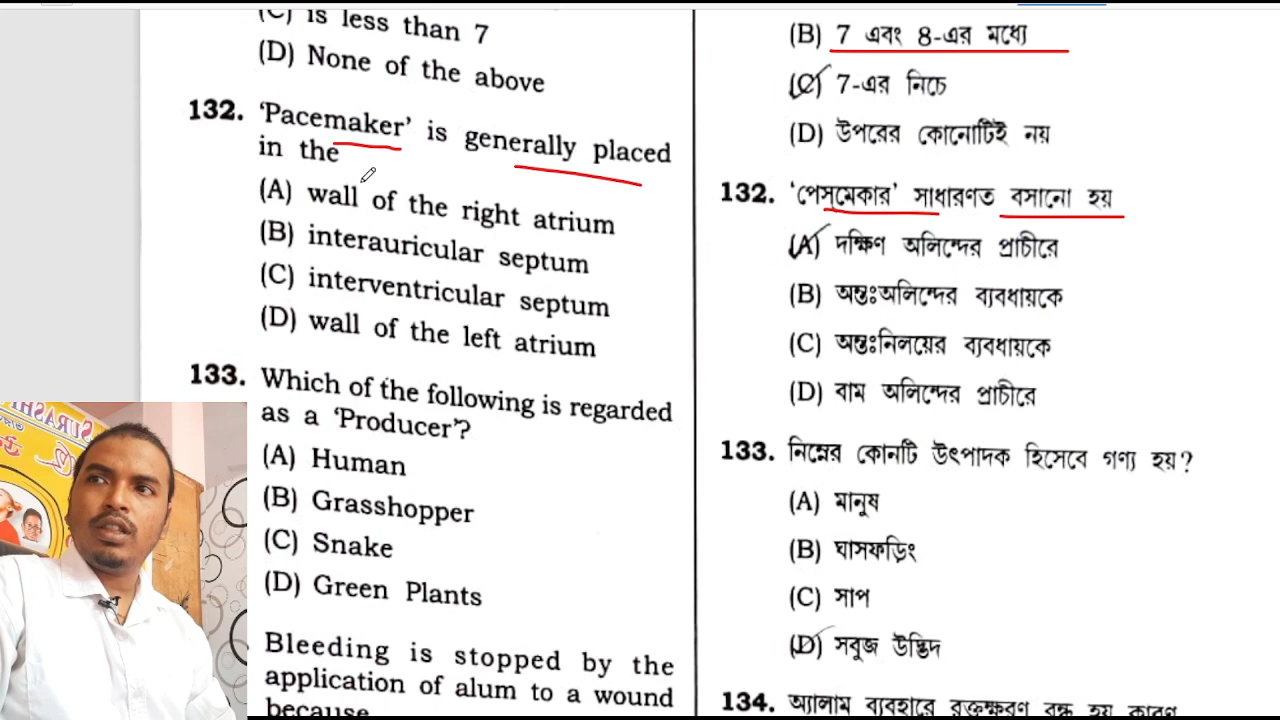 (C) is less than 7
(D) None of the above
132. ‘Pacemaker’ is generally placed
in the
(A) wall of the right atrium
(B) interauricular septum
(C) interventricular septum
(D) wall of the left atrium
133. Which of the following is regarded
as a ‘Producer’?
(A) Human
(B) Grasshopper
(C) Snake
(D) Green Plants
Bleeding is stopped by the
application of alum to a wound
because
(B) 7 এবং 8-এর মধ্যে
(C) 7-এর নিচে
(D) উপরের কোনোটিই নয়
132. ‘পেস্‌মেকার’ সাধারণত বসানো হয়
(A) দক্ষিণ অলিন্দের প্রাচীরে
(B) অন্তঃঅলিন্দের ব্যবধায়কে
(C) অন্তঃনিলয়ের ব্যবধায়কে
(D) বাম অলিন্দের প্রাচীরে
133. নিম্নের কোনটি উৎপাদক হিসেবে গণ্য হয়?
(A) মানুষ
(B) ঘাসফড়িং
(C) সাপ
(D) সবুজ উদ্ভিদ
134. অ্যালাম ব্যবহারে রক্তক্ষরণ বন্ধ হয় কারণ